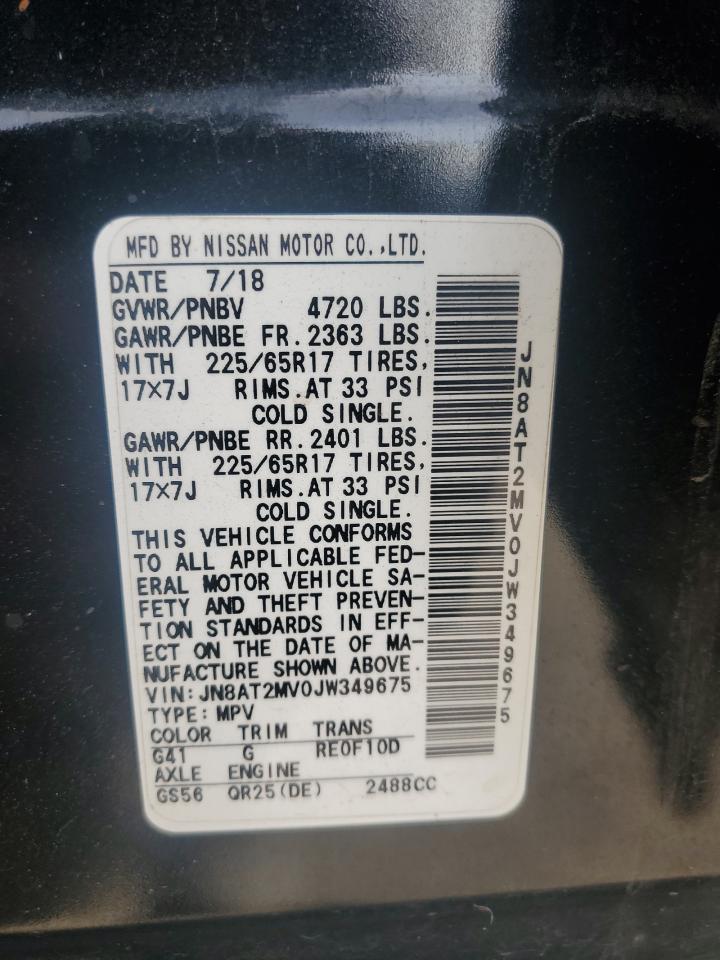 MFD BY NISSAN MOTOR CO.,LTD.
DATE 7/18
GVWR/PNBV 4720 LBS.
GAWR/PNBE FR.2363 LBS.
WITH 225/65R17 TIRES,
17×7J RIMS.AT 33 PSI
COLD SINGLE.
GAWR/PNBE RR.2401 LBS.
WITH 225/65R17 TIRES,
17×7J RIMS.AT 33 PSI
COLD SINGLE.
THIS VEHICLE CONFORMS
TO ALL APPLICABLE FED-
ERAL MOTOR VEHICLE SA-
FETY AND THEFT PREVEN-
TION STANDARDS IN EFF-
ECT ON THE DATE OF MA-
NUFACTURE SHOWN ABOVE.
VIN:JN8AT2MV0JW349675
TYPE:MPV
COLOR TRIM TRANS
G41 G RE0F10D
AXLE ENGINE
GS56 QR25(DE) 2488CC
JN8AT2MV0JW349675